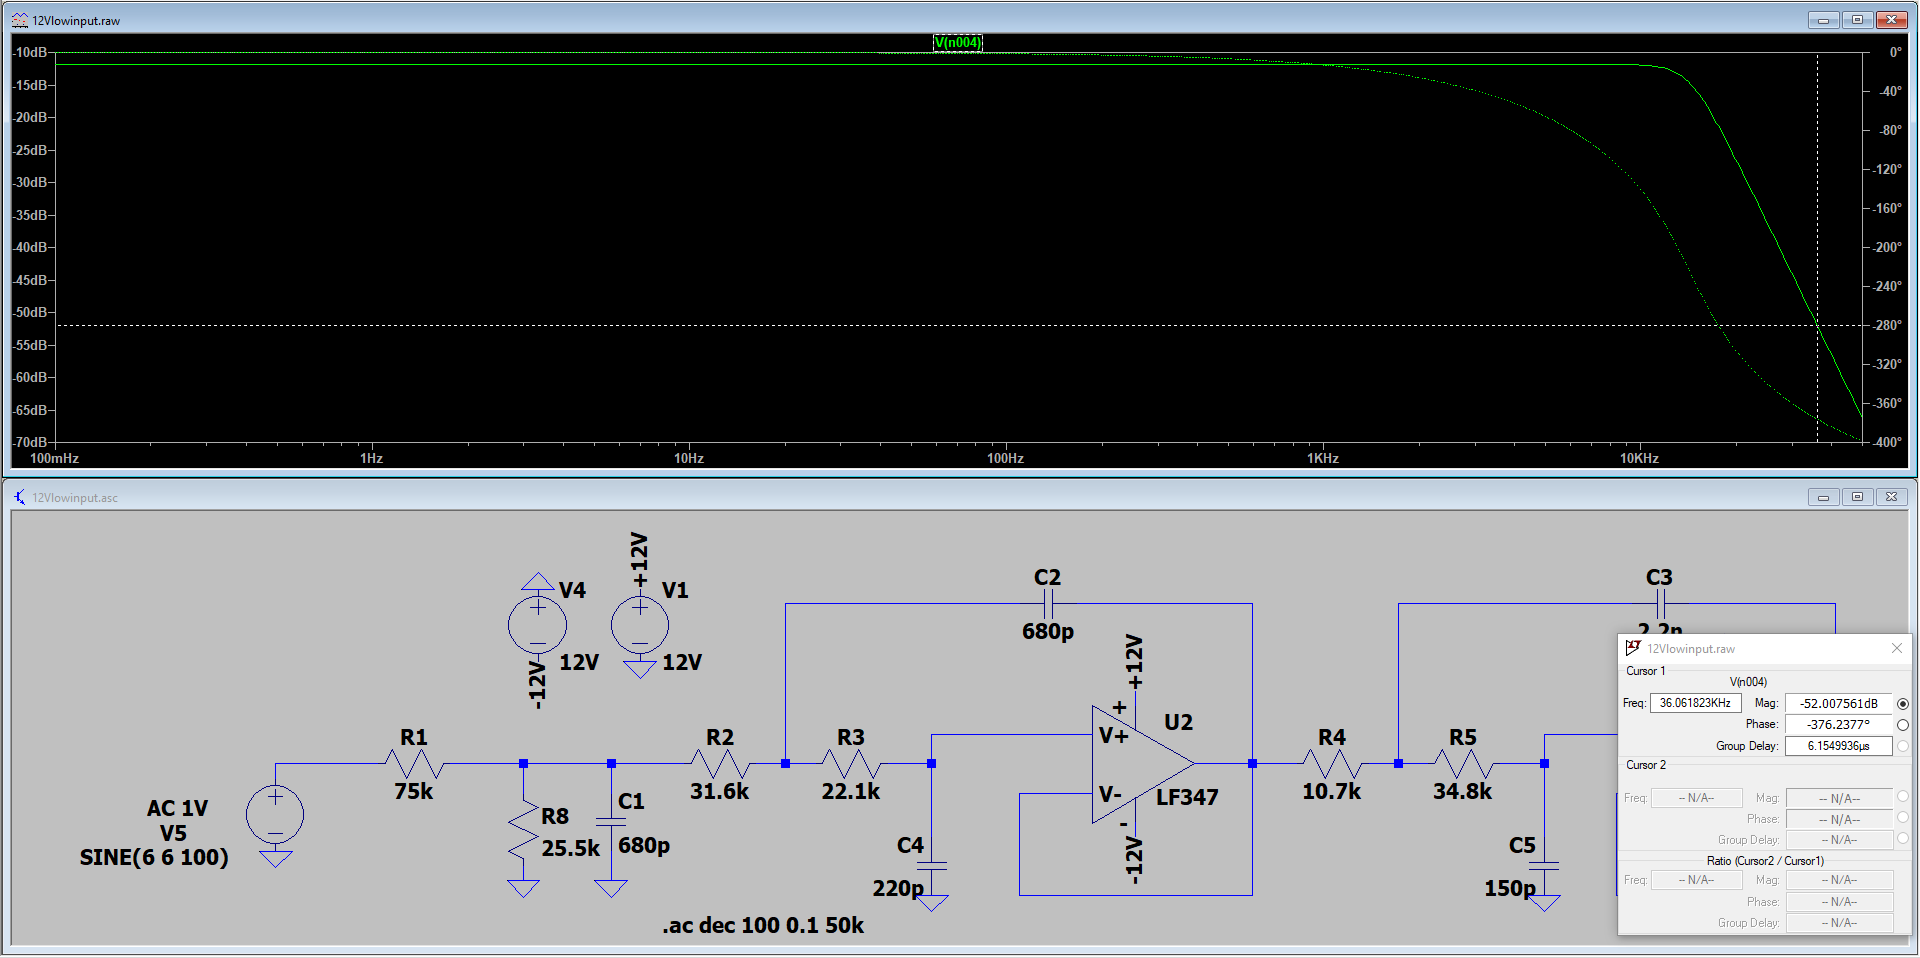 12Vlowinput.raw
V(n004)
-10dB
-15dB
-20dB
-25dB
-30dB
-35dB
-40dB
-45dB
-50dB
-55dB
-60dB
-65dB
-70dB
0°
-40°
-80°
-120°
-160°
-200°
-240°
-280°
-320°
-360°
-400°
100mHz 1Hz 10Hz 100Hz 1KHz 10KHz
12Vlowinput.asc
V4
12V
-12V
+12V
V1
12V
AC 1V
V5
SINE(6 6 100)
R1
75k
R8
25.5k
C1
680p
R2
31.6k
R3
22.1k
C2
680p
C4
220p
+12V
+
V+
V-
-
-12V
U2
LF347
R4
10.7k
R5
34.8k
C3
2.2n
C5
150p
.ac dec 100 0.1 50k
12Vlowinput.raw
Cursor 1
V(n004)
Freq: 36.061823KHz Mag: -52.007561dB
Phase: -376.2377°
Group Delay: 6.1549936µs
Cursor 2
Freq: -- N/A-- Mag: -- N/A--
Phase: -- N/A--
Group Delay: -- N/A--
Ratio (Cursor2 / Cursor1)
Freq: -- N/A-- Mag: -- N/A--
Phase: -- N/A--
Group Delay: -- N/A--